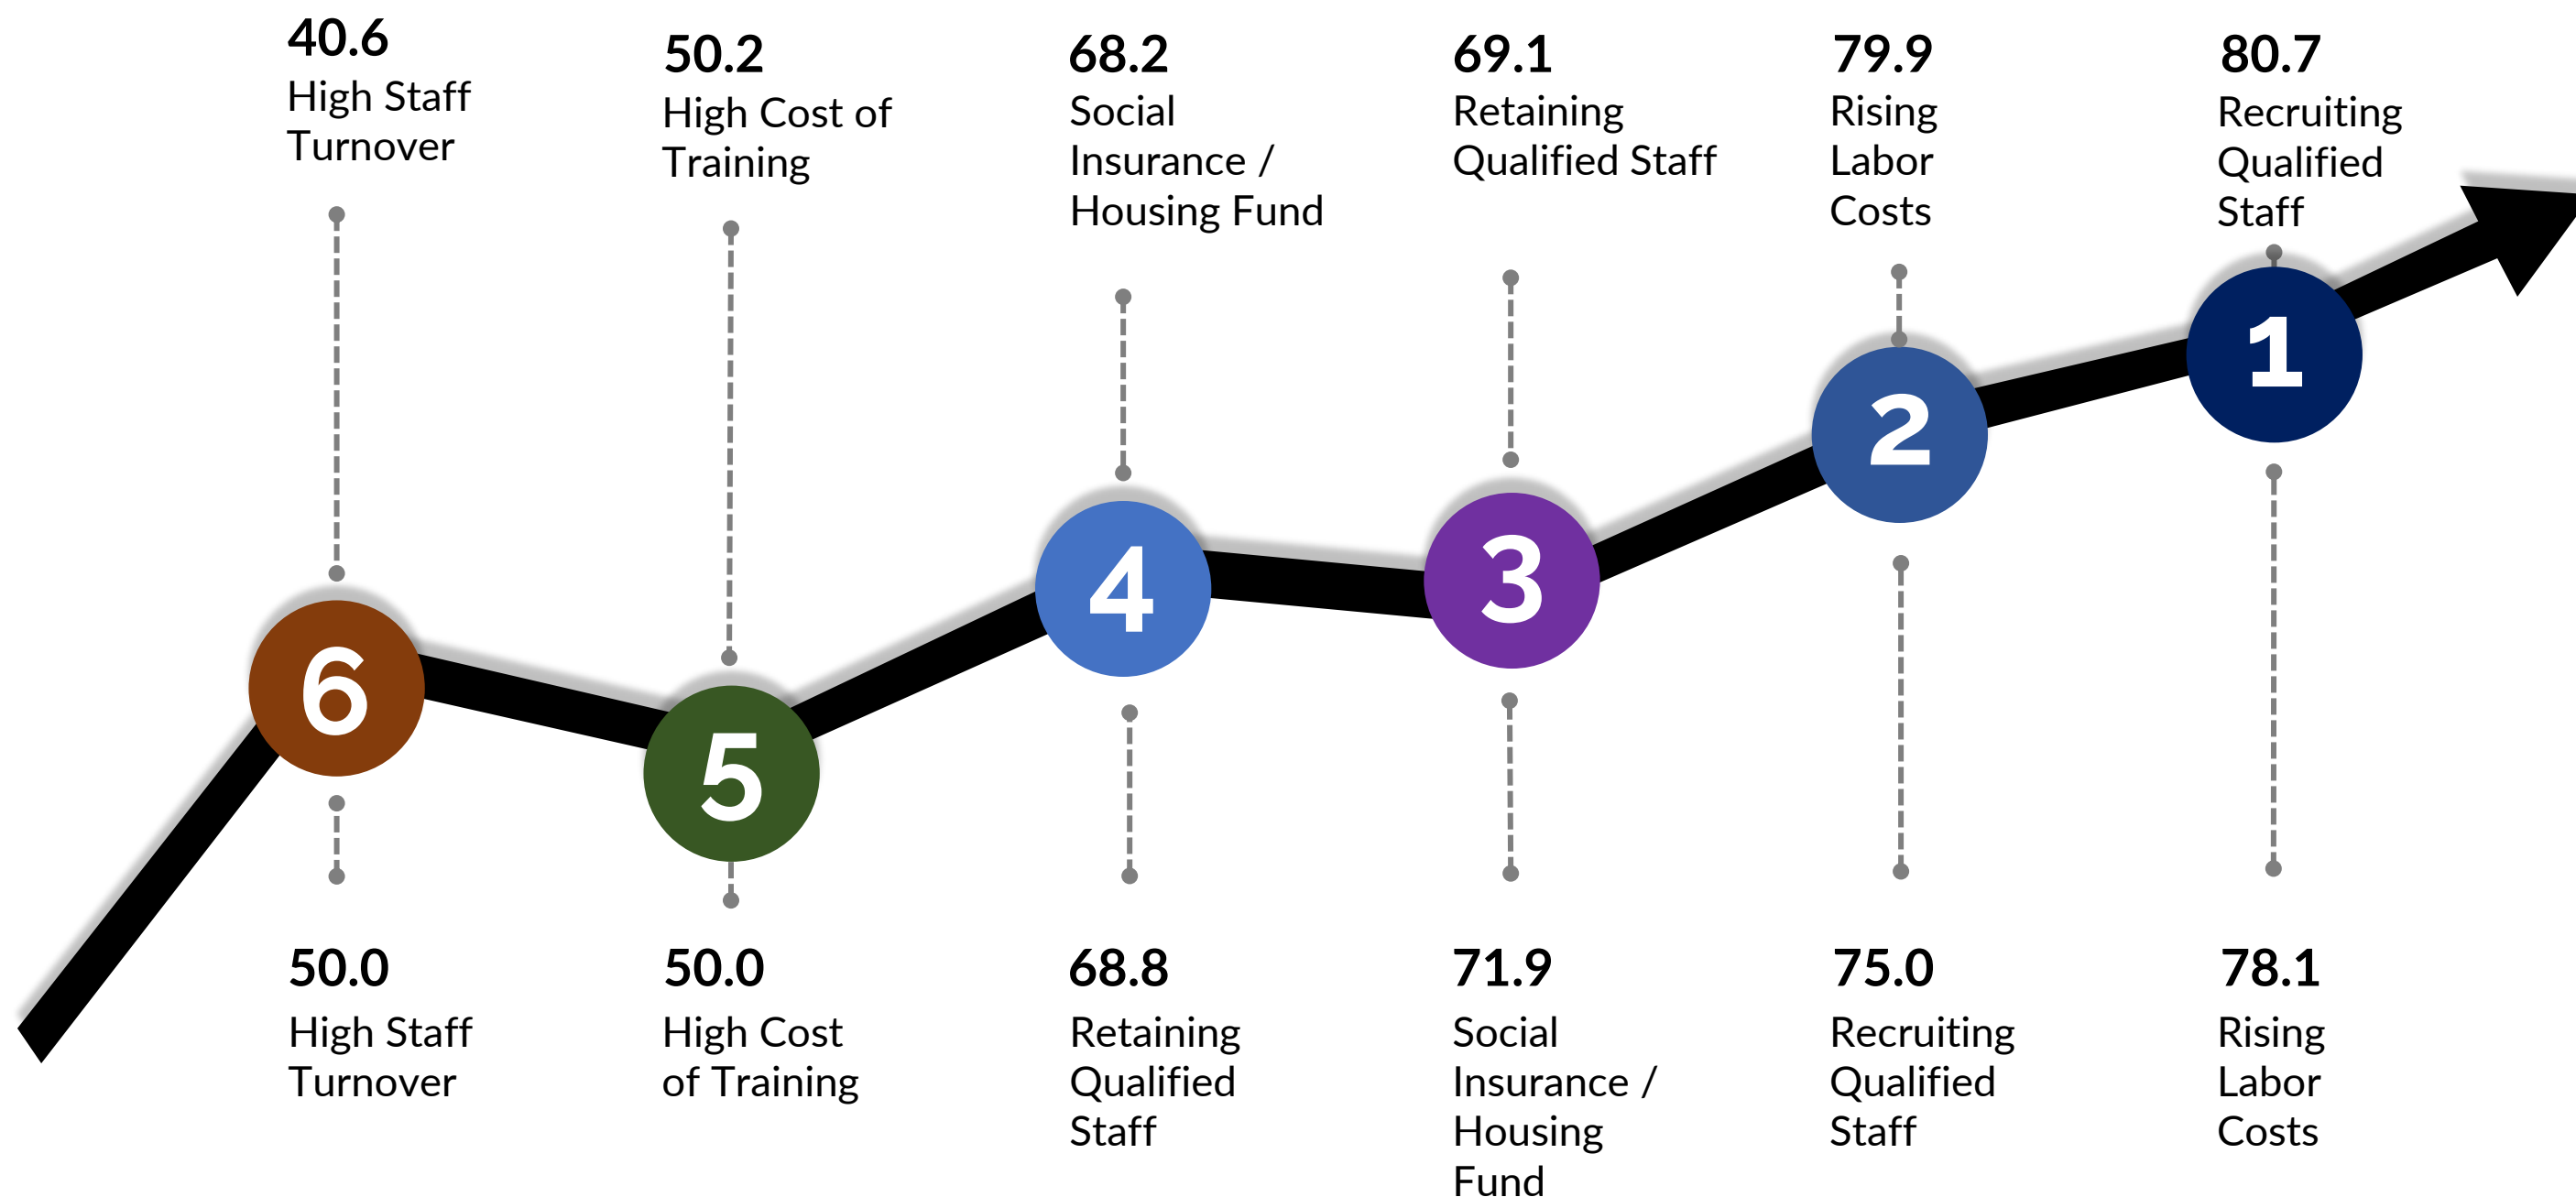 40.6
High Staff
Turnover
50.2
High Cost of
Training
68.2
Social
Insurance /
Housing Fund
69.1
Retaining
Qualified Staff
79.9
Rising
Labor
Costs
80.7
Recruiting
Qualified
Staff
6
5
4
3
2
1
50.0
High Staff
Turnover
50.0
High Cost
of Training
68.8
Retaining
Qualified
Staff
71.9
Social
Insurance /
Housing
Fund
75.0
Recruiting
Qualified
Staff
78.1
Rising
Labor
Costs